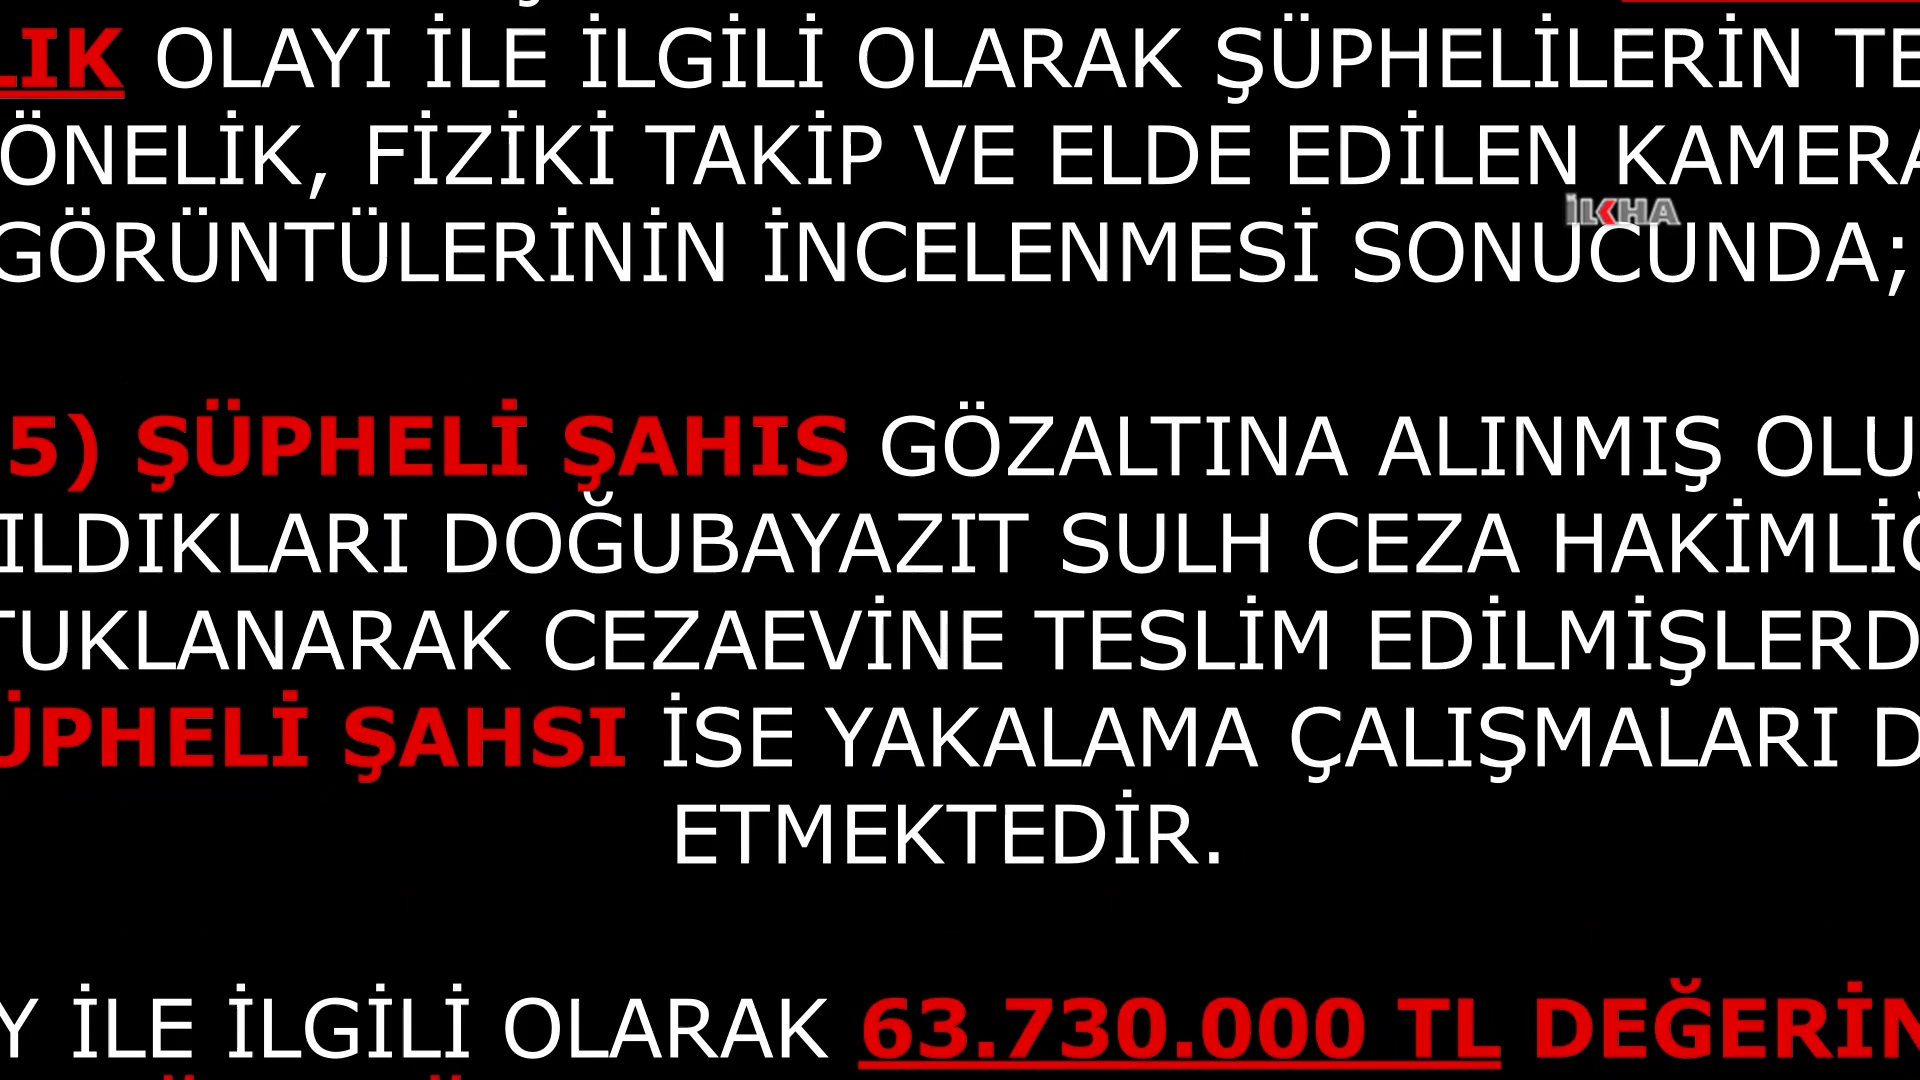 LIK OLAYI İLE İLGİLİ OLARAK ŞÜPHELİLERİN TE
ÖNELİK, FİZİKİ TAKİP VE ELDE EDİLEN KAMERA
İLKHA
GÖRÜNTÜLERİNİN İNCELENMESİ SONUCUNDA;
5) ŞÜPHELİ ŞAHIS GÖZALTINA ALINMIŞ OLU
ILDIKLARI DOĞUBAYAZIT SULH CEZA HAKİMLİĞ
TUKLANARAK CEZAEVİNE TESLİM EDİLMİŞLERD
ÜPHELİ ŞAHSI İSE YAKALAMA ÇALIŞMALARI D
ETMEKTEDİR.
Y İLE İLGİLİ OLARAK 63.730.000 TL DEĞERİN